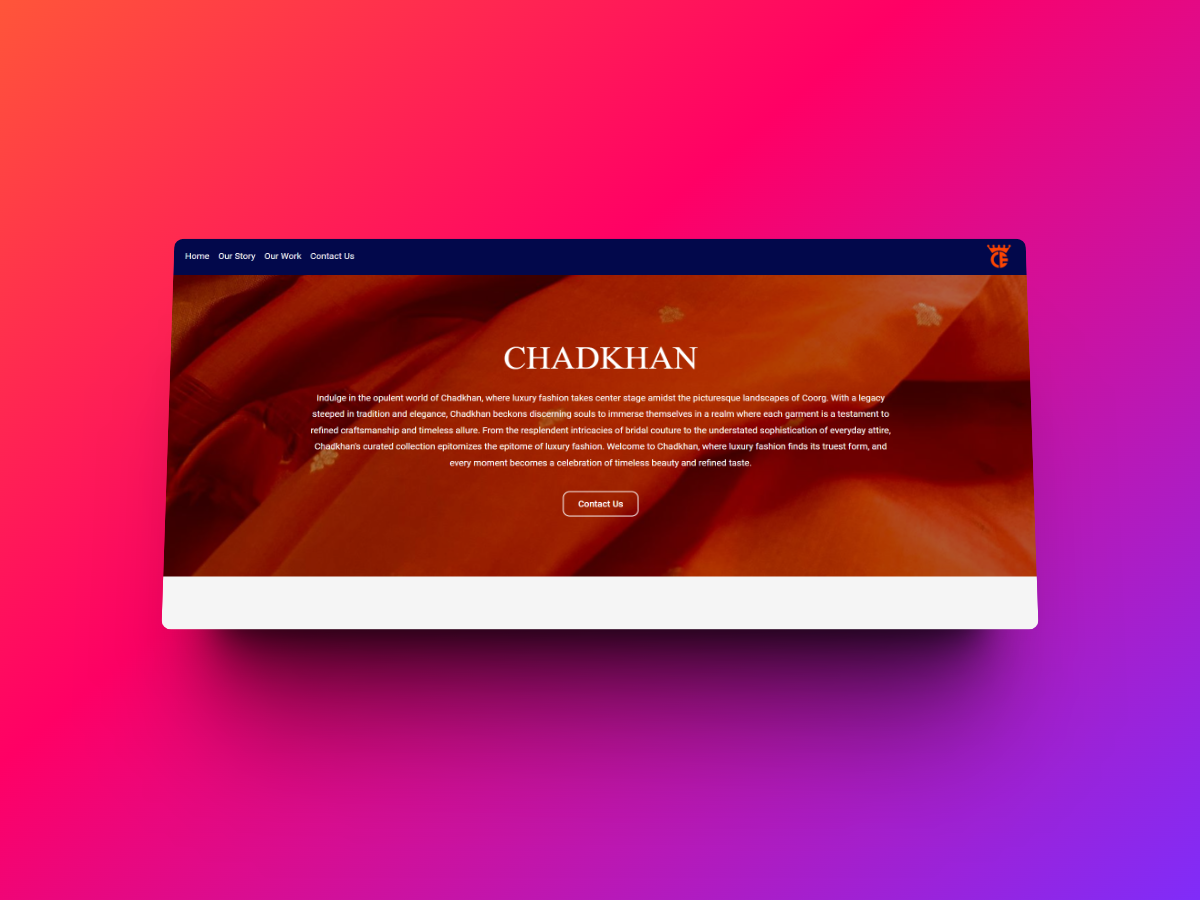 Home Our Story Our Work Contact Us
CE
CHADKHAN
Indulge in the opulent world of Chadkhan, where luxury fashion takes center stage amidst the picturesque landscapes of Coorg. With a legacy
steeped in tradition and elegance, Chadkhan beckons discerning souls to immerse themselves in a realm where each garment is a testament to
refined craftsmanship and timeless allure. From the resplendent intricacies of bridal couture to the understated sophistication of everyday attire,
Chadkhan's curated collection epitomizes the epitome of luxury fashion. Welcome to Chadkhan, where luxury fashion finds its truest form, and
every moment becomes a celebration of timeless beauty and refined taste.
Contact Us